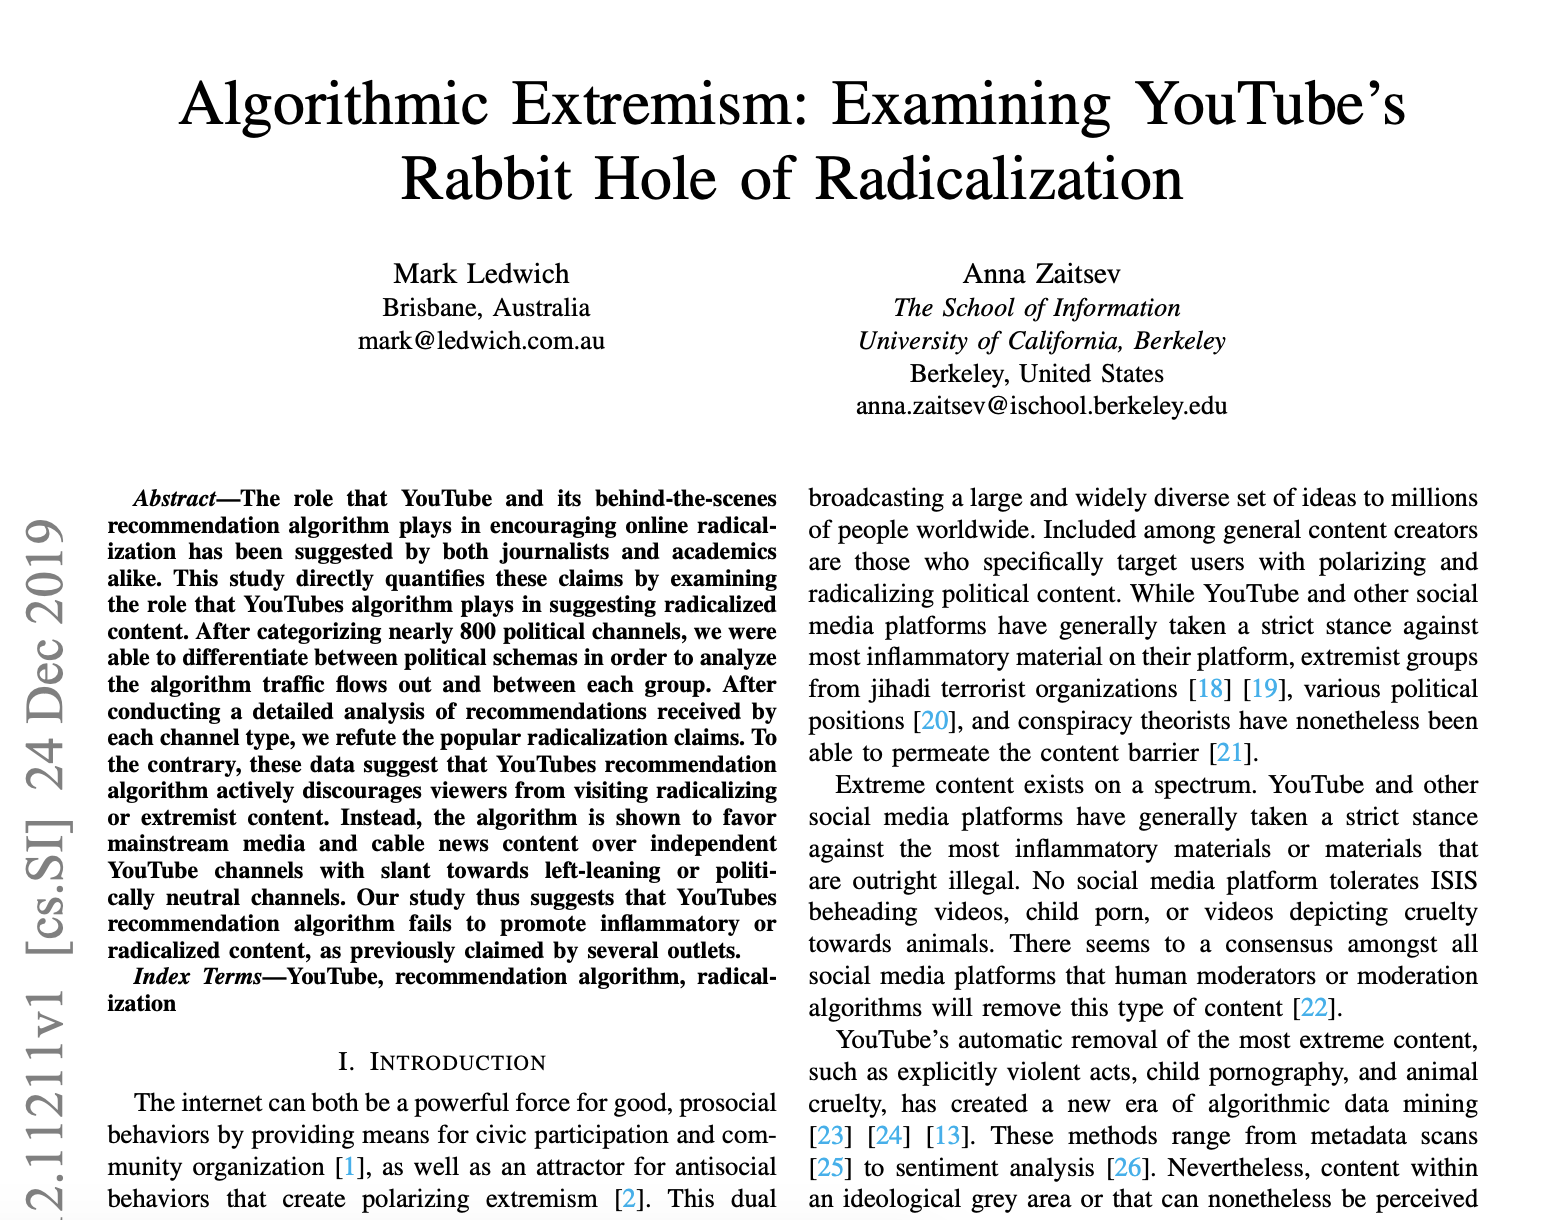 Algorithmic Extremism: Examining YouTube's
Rabbit Hole of Radicalization
Mark Ledwich
Brisbane, Australia
mark@ledwich.com.au
Anna Zaitsev
The School of Information
University of California, Berkeley
Berkeley, United States
anna.zaitsev@ischool.berkeley.edu
2.11211v1 [cs.SI] 24 Dec 2019
Abstract—The role that YouTube and its behind-the-scenes
recommendation algorithm plays in encouraging online radical-
ization has been suggested by both journalists and academics
alike. This study directly quantifies these claims by examining
the role that YouTubes algorithm plays in suggesting radicalized
content. After categorizing nearly 800 political channels, we were
able to differentiate between political schemas in order to analyze
the algorithm traffic flows out and between each group. After
conducting a detailed analysis of recommendations received by
each channel type, we refute the popular radicalization claims. To
the contrary, these data suggest that YouTubes recommendation
algorithm actively discourages viewers from visiting radicalizing
or extremist content. Instead, the algorithm is shown to favor
mainstream media and cable news content over independent
YouTube channels with slant towards left-leaning or politi-
cally neutral channels. Our study thus suggests that YouTubes
recommendation algorithm fails to promote inflammatory or
radicalized content, as previously claimed by several outlets.
Index Terms—YouTube, recommendation algorithm, radical-
ization
I. INTRODUCTION
The internet can both be a powerful force for good, prosocial
behaviors by providing means for civic participation and com-
munity organization [1], as well as an attractor for antisocial
behaviors that create polarizing extremism [2]. This dual
broadcasting a large and widely diverse set of ideas to millions
of people worldwide. Included among general content creators
are those who specifically target users with polarizing and
radicalizing political content. While YouTube and other social
media platforms have generally taken a strict stance against
most inflammatory material on their platform, extremist groups
from jihadi terrorist organizations [18] [19], various political
positions [20], and conspiracy theorists have nonetheless been
able to permeate the content barrier [21].
Extreme content exists on a spectrum. YouTube and other
social media platforms have generally taken a strict stance
against the most inflammatory materials or materials that
are outright illegal. No social media platform tolerates ISIS
beheading videos, child porn, or videos depicting cruelty
towards animals. There seems to a consensus amongst all
social media platforms that human moderators or moderation
algorithms will remove this type of content [22].
YouTube's automatic removal of the most extreme content,
such as explicitly violent acts, child pornography, and animal
cruelty, has created a new era of algorithmic data mining
[23] [24] [13]. These methods range from metadata scans
[25] to sentiment analysis [26]. Nevertheless, content within
an ideological grey area or that can nonetheless be perceived